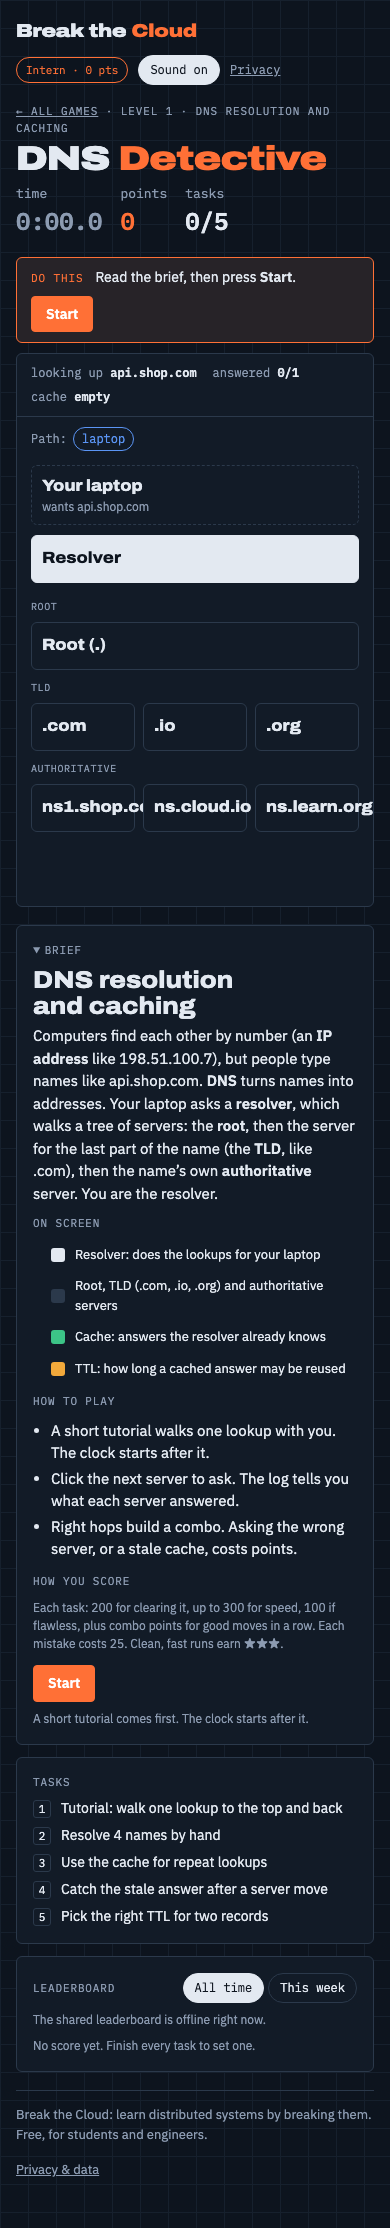 Break the Cloud
Intern · 0 pts Sound on Privacy
← ALL GAMES · LEVEL 1 · DNS RESOLUTION AND
CACHING
DNS Detective
time points tasks
0:00.0 0 0/5
DO THIS Read the brief, then press Start.
Start
looking up api.shop.com answered 0/1
cache empty
Path: laptop
Your laptop
wants api.shop.com
Resolver
ROOT
Root (.)
TLD
.com .io .org
AUTHORITATIVE
ns1.shop.c ns.cloud.io ns.learn.org
▼ BRIEF
DNS resolution
and caching
Computers find each other by number (an IP
address like 198.51.100.7), but people type
names like api.shop.com. DNS turns names into
addresses. Your laptop asks a resolver, which
walks a tree of servers: the root, then the server
for the last part of the name (the TLD, like
.com), then the name’s own authoritative
server. You are the resolver.
ON SCREEN
Resolver: does the lookups for your laptop
Root, TLD (.com, .io, .org) and authoritative
servers
Cache: answers the resolver already knows
TTL: how long a cached answer may be reused
HOW TO PLAY
• A short tutorial walks one lookup with you.
The clock starts after it.
• Click the next server to ask. The log tells you
what each server answered.
• Right hops build a combo. Asking the wrong
server, or a stale cache, costs points.
HOW YOU SCORE
Each task: 200 for clearing it, up to 300 for speed, 100 if
flawless, plus combo points for good moves in a row. Each
mistake costs 25. Clean, fast runs earn ★★★.
Start
A short tutorial comes first. The clock starts after it.
TASKS
1 Tutorial: walk one lookup to the top and back
2 Resolve 4 names by hand
3 Use the cache for repeat lookups
4 Catch the stale answer after a server move
5 Pick the right TTL for two records
LEADERBOARD All time This week
The shared leaderboard is offline right now.
No score yet. Finish every task to set one.
Break the Cloud: learn distributed systems by breaking them.
Free, for students and engineers.
Privacy & data